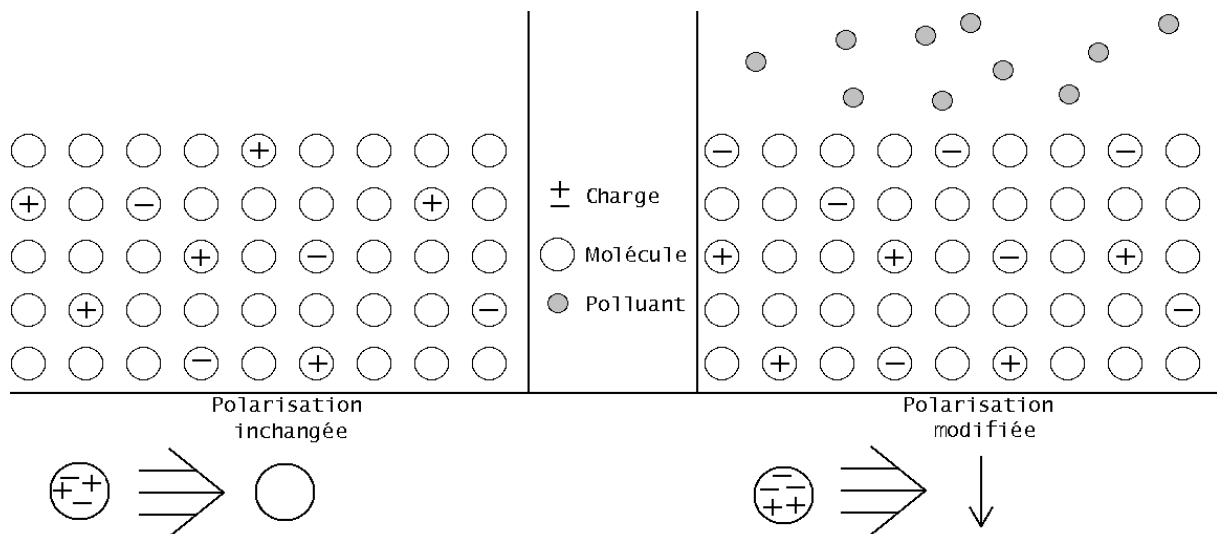 ± Charge
Molécule
Polluant
Polarisation
inchangée
Polarisation
modifiée